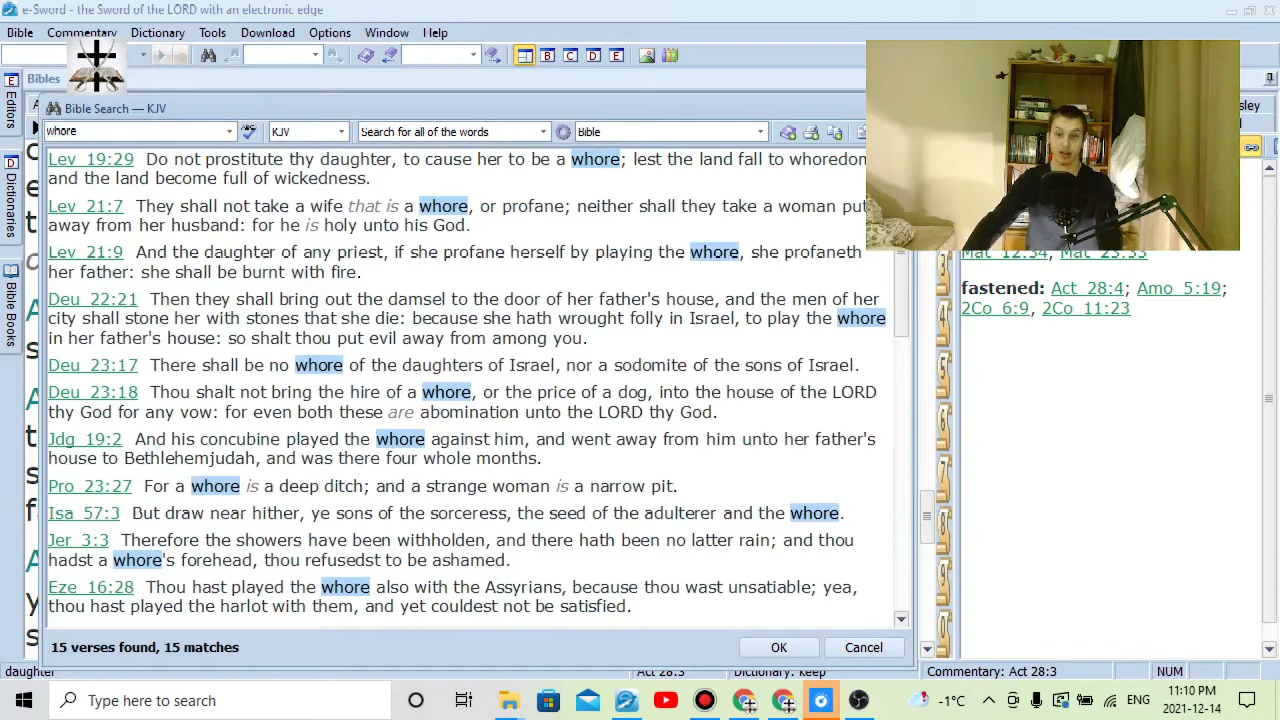 e-Sword - the Sword of the LORD with an electronic edge
Bible Commentary Dictionary Tools Download Options Window Help
B C D E
Editors
Dictionaries
Bible Books
Bibles
Bible Search — KJV
whore KJV Search for all of the words Bible
Lev 19:29 Do not prostitute thy daughter, to cause her to be a whore; lest the land fall to whoredom
and the land become full of wickedness.
Lev 21:7 They shall not take a wife that is a whore, or profane; neither shall they take a woman put
away from her husband: for he is holy unto his God.
Lev 21:9 And the daughter of any priest, if she profane herself by playing the whore, she profaneth
her father: she shall be burnt with fire.
Deu 22:21 Then they shall bring out the damsel to the door of her father's house, and the men of her
city shall stone her with stones that she die: because she hath wrought folly in Israel, to play the whore
in her father's house: so shalt thou put evil away from among you.
Deu 23:17 There shall be no whore of the daughters of Israel, nor a sodomite of the sons of Israel.
Deu 23:18 Thou shalt not bring the hire of a whore, or the price of a dog, into the house of the LORD
thy God for any vow: for even both these are abomination unto the LORD thy God.
Jdg 19:2 And his concubine played the whore against him, and went away from him unto her father's
house to Bethlehemjudah, and was there four whole months.
Pro 23:27 For a whore is a deep ditch; and a strange woman is a narrow pit.
Isa 57:3 But draw near hither, ye sons of the sorceress, the seed of the adulterer and the whore.
Jer 3:3 Therefore the showers have been withholden, and there hath been no latter rain; and thou
hadst a whore's forehead, thou refusedst to be ashamed.
Eze 16:28 Thou hast played the whore also with the Assyrians, because thou wast unsatiable; yea,
thou hast played the harlot with them, and yet couldest not be satisfied.
15 verses found, 15 matches OK Cancel
3
4
5
6
7
8
9
0
sley
Mat 12:34, Mat 23:33
fastened: Act 28:4; Amo 5:19;
2Co 6:9, 2Co 11:23
daughter Act 28:3 Dictionary: keep Commentary: Act 28:3 NUM
Type here to search -1°C ENG 11:10 PM
2021-12-14